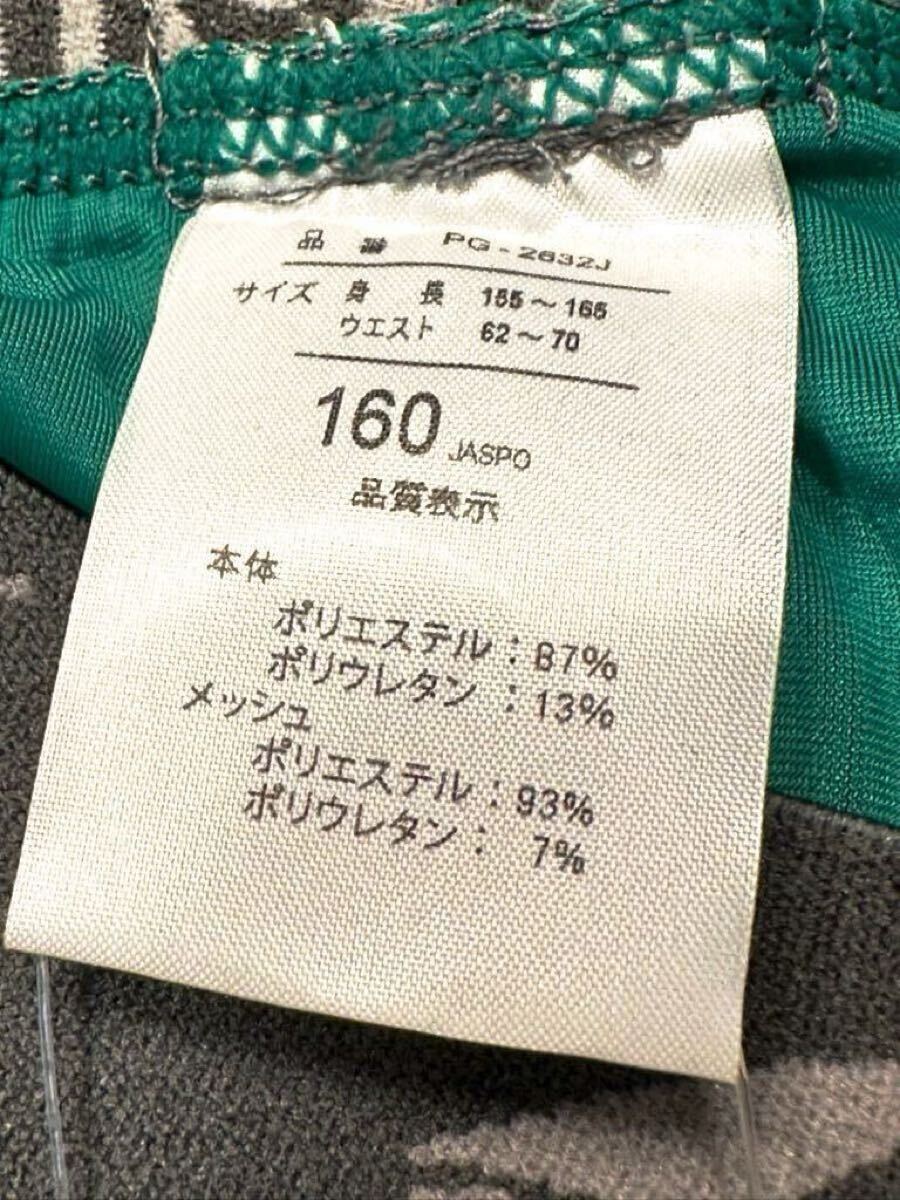 品番 PG-2632J
サイズ 身長 155～165
ウエスト 62～70
160 JASPO
品質表示
本体
ポリエステル：87%
ポリウレタン：13%
メッシュ
ポリエステル：93%
ポリウレタン：7%